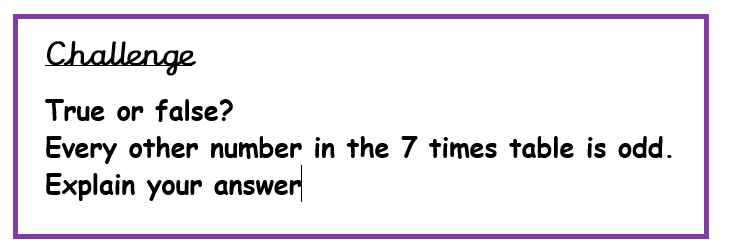 Challenge
True or false?
Every other number in the 7 times table is odd.
Explain your answer